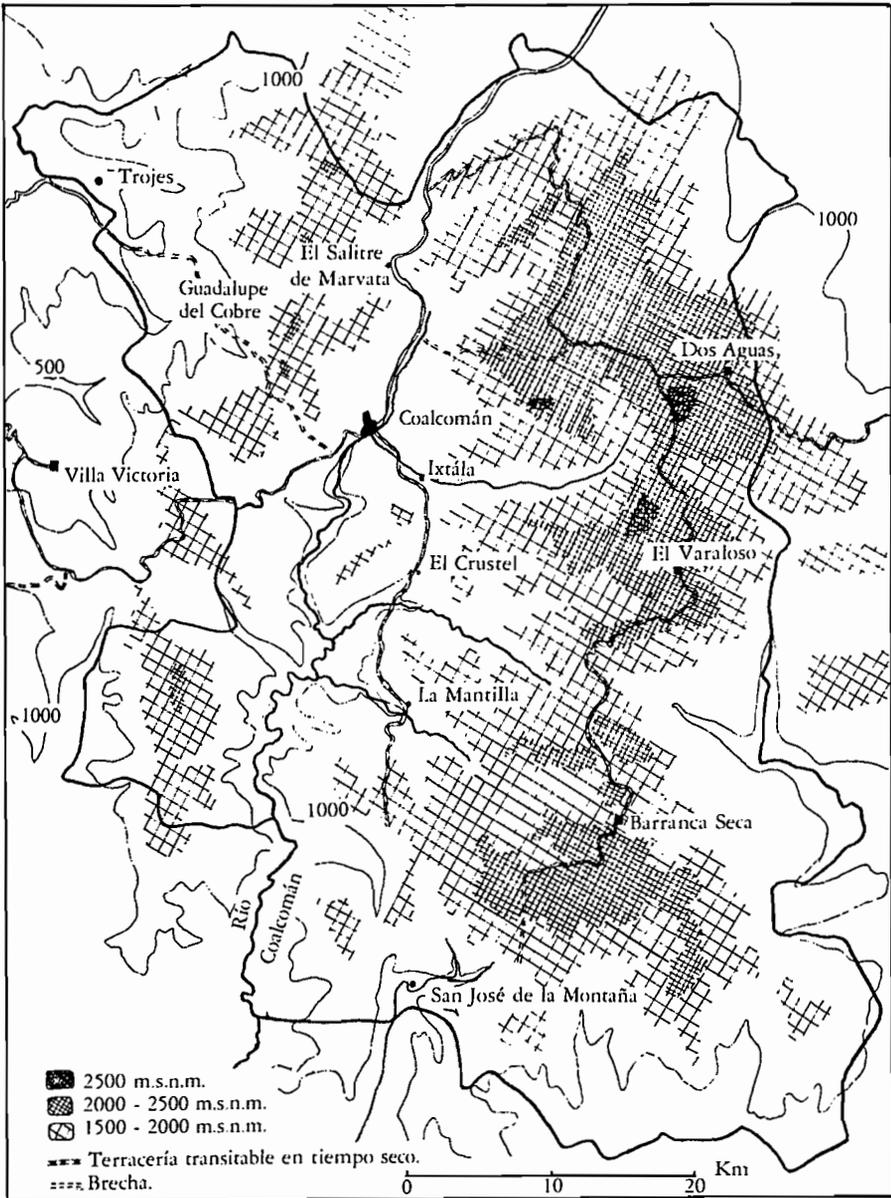 1000
Trojes
1000
El Salitre
de Marvata
Guadalupe
del Cobre
500
Dos Aguas
Coalcomán
Ixtála
Villa Victoria
El Crustel
El Varaloso
La Mantilla
1000
1000
Barranca Seca
Río
Coalcomán
San José de la Montaña
2500 m.s.n.m.
2000 - 2500 m.s.n.m.
1500 - 2000 m.s.n.m.
Terracería transitable en tiempo seco.
Brecha.
0 10 20 Km